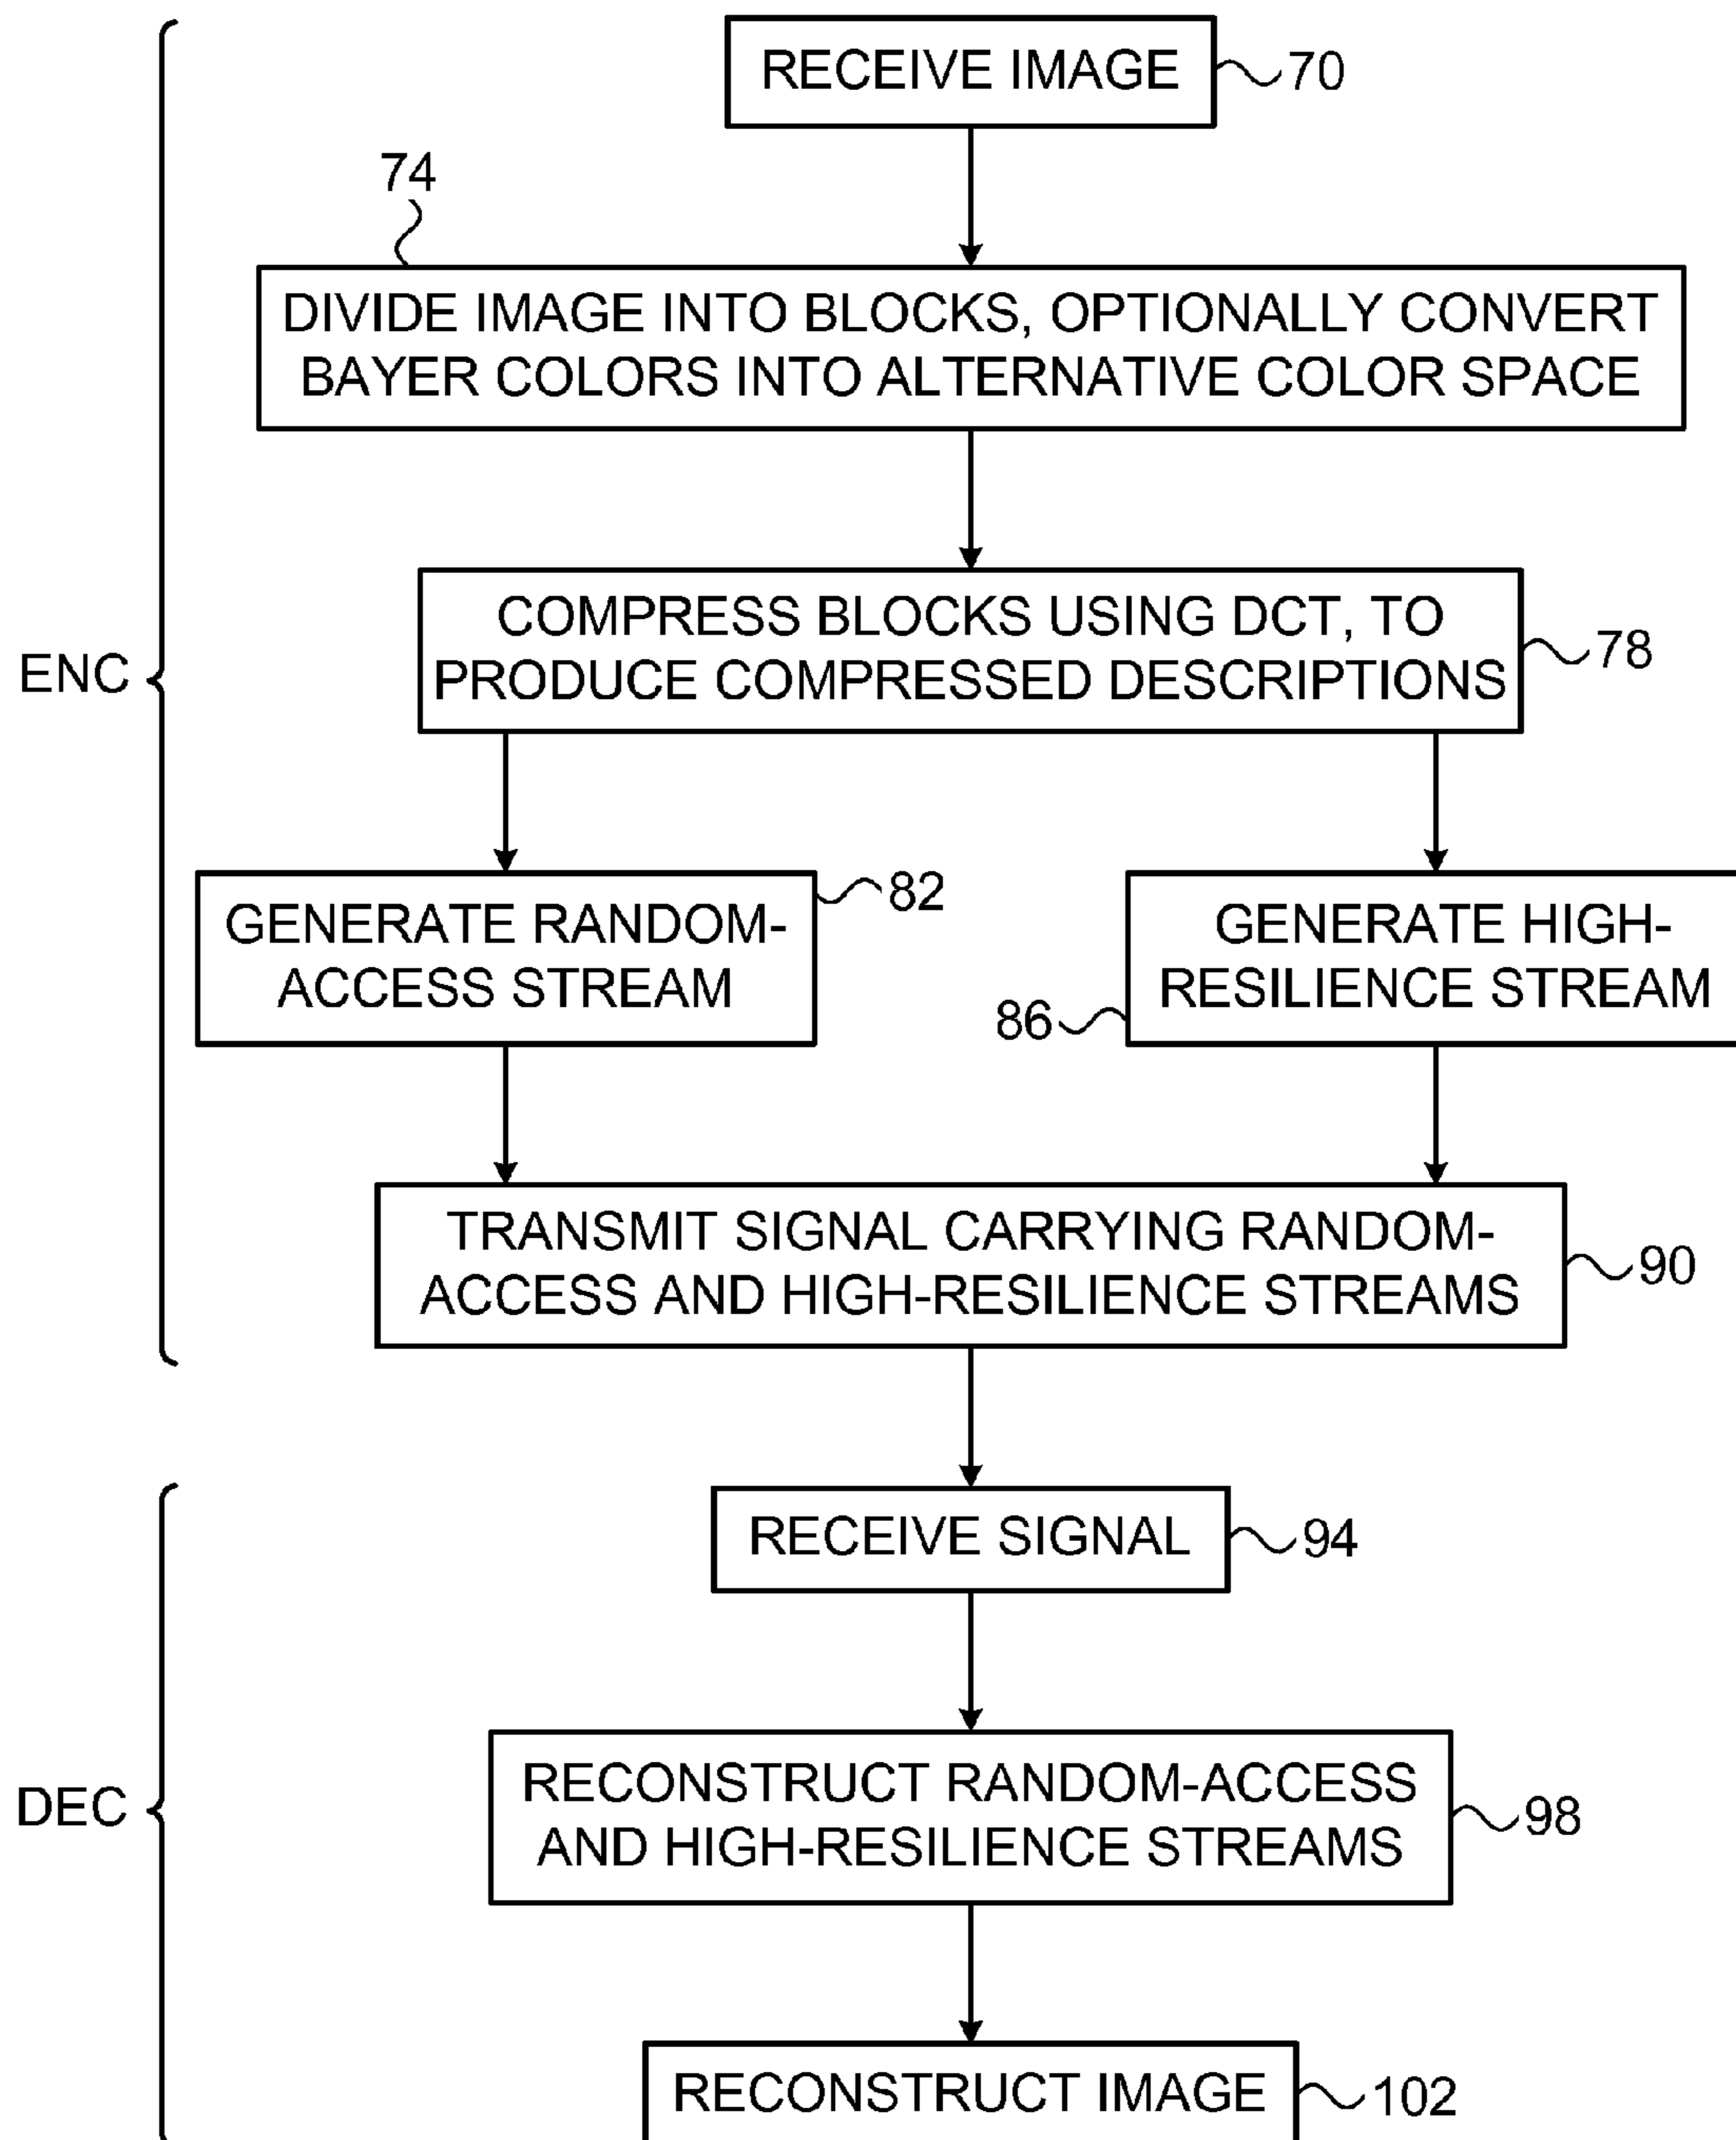 RECEIVE IMAGE
70
74
DIVIDE IMAGE INTO BLOCKS, OPTIONALLY CONVERT
BAYER COLORS INTO ALTERNATIVE COLOR SPACE
COMPRESS BLOCKS USING DCT, TO
PRODUCE COMPRESSED DESCRIPTIONS
78
ENC
GENERATE RANDOM-
ACCESS STREAM
82
GENERATE HIGH-
RESILIENCE STREAM
86
TRANSMIT SIGNAL CARRYING RANDOM-
ACCESS AND HIGH-RESILIENCE STREAMS
90
RECEIVE SIGNAL
94
RECONSTRUCT RANDOM-ACCESS
AND HIGH-RESILIENCE STREAMS
98
DEC
RECONSTRUCT IMAGE
102